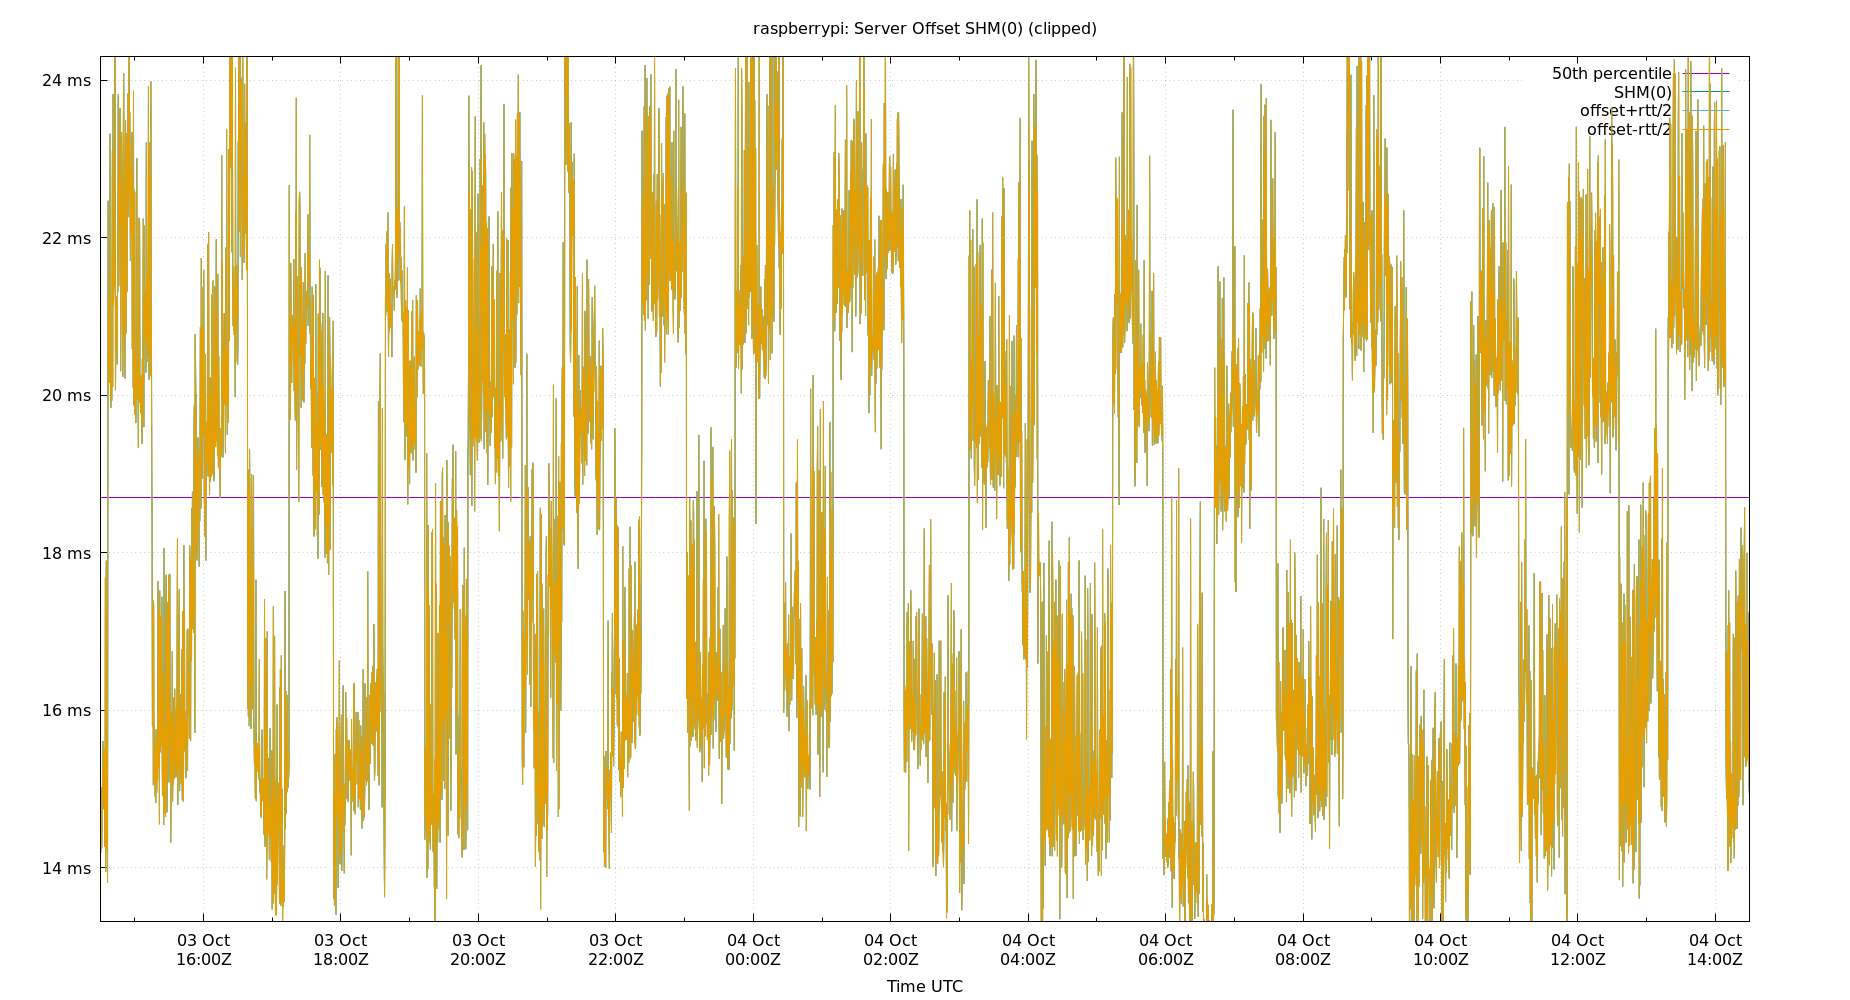 raspberrypi: Server Offset SHM(0) (clipped)
24 ms
22 ms
20 ms
18 ms
16 ms
14 ms
50th percentile
SHM(0)
offset+rtt/2
offset-rtt/2
03 Oct 16:00Z
03 Oct 18:00Z
03 Oct 20:00Z
03 Oct 22:00Z
04 Oct 00:00Z
04 Oct 02:00Z
04 Oct 04:00Z
04 Oct 06:00Z
04 Oct 08:00Z
04 Oct 10:00Z
04 Oct 12:00Z
04 Oct 14:00Z
Time UTC